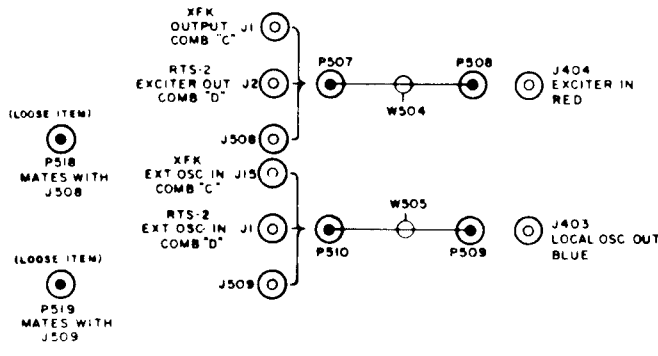 XFK
OUTPUT J1
COMB "C"
RTS-2
EXCITER OUT J2
COMB "D"
J508
P507
P508
W504
J404
EXCITER IN
RED
(LOOSE ITEM)
P518
MATES WITH
J508
XFK
EXT OSC IN J15
COMB "C"
RTS-2
EXT OSC IN J1
COMB "D"
J509
W505
P510
P509
J403
LOCAL OSC OUT
BLUE
(LOOSE ITEM)
P519
MATES WITH
J509